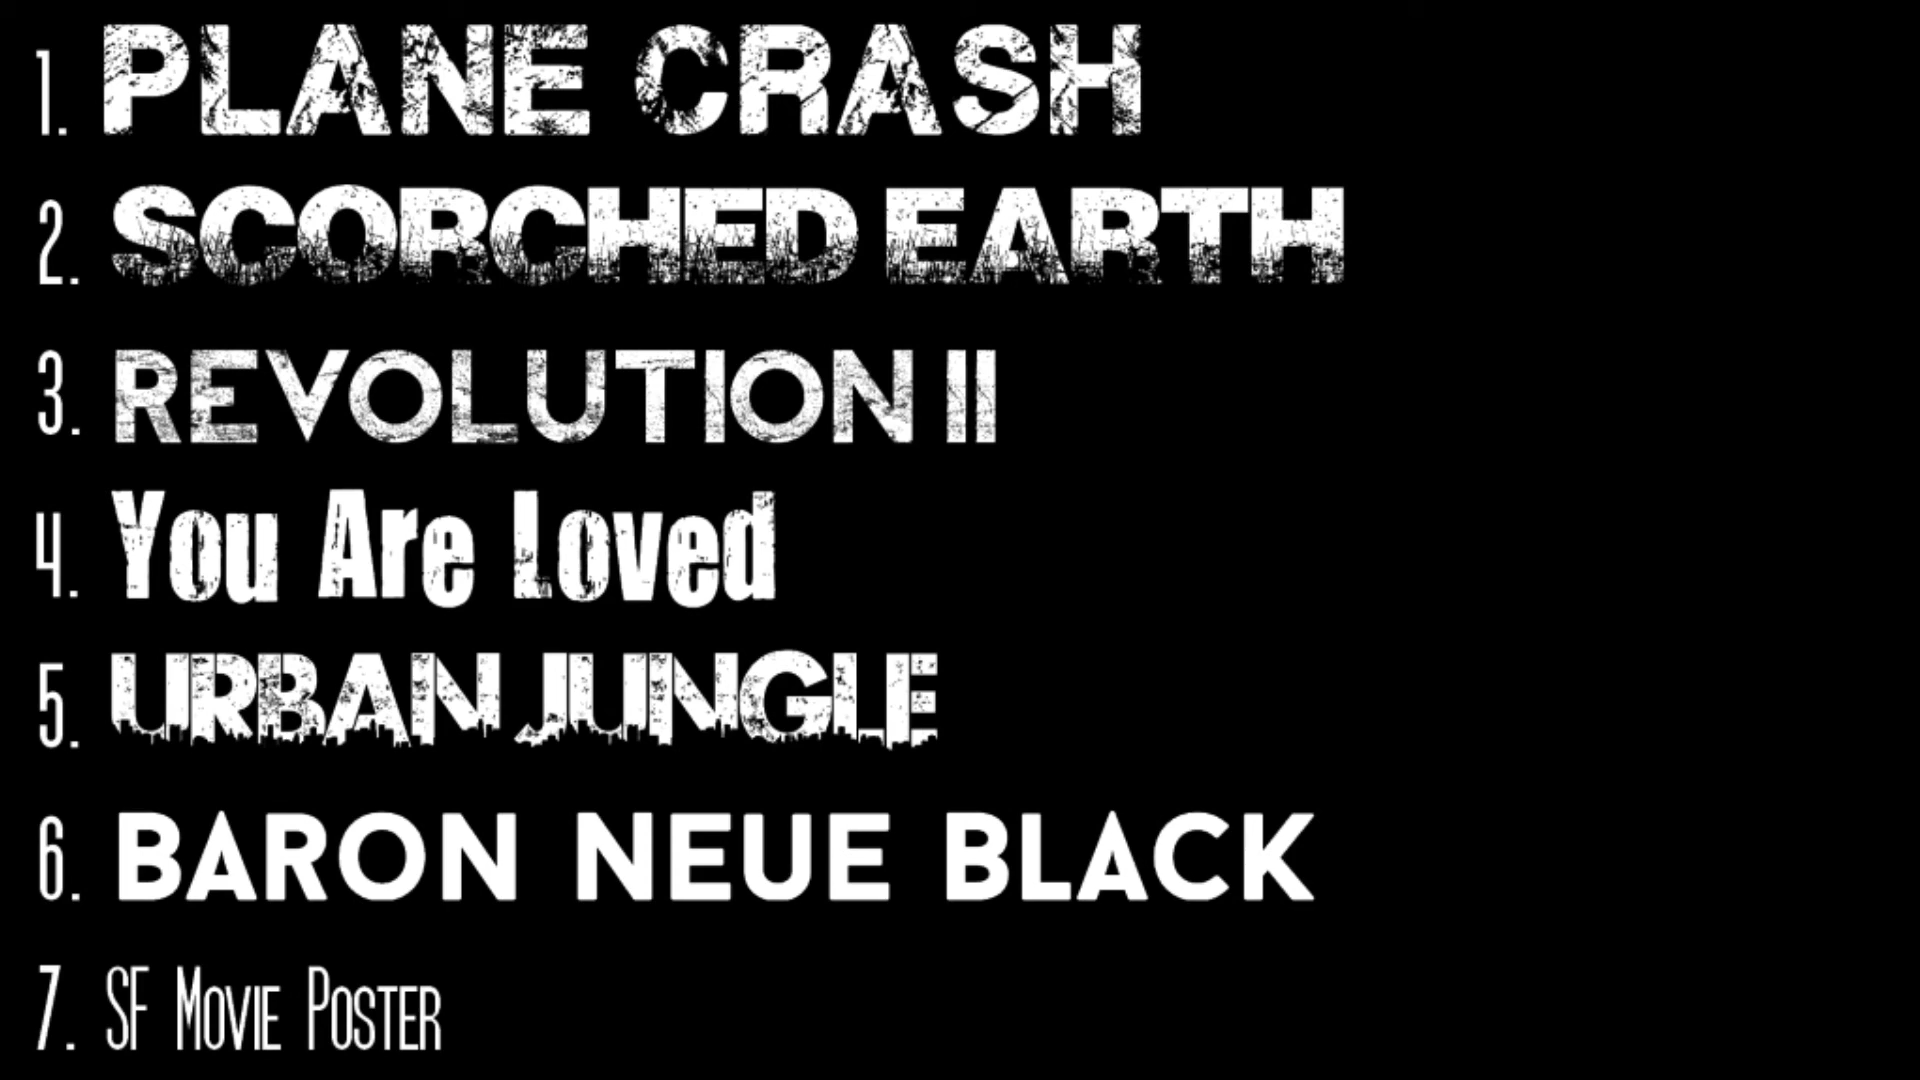 1. PLANE CRASH
2. SCORCHED EARTH
3. REVOLUTION II
4. You Are Loved
5. URBAN JUNGLE
6. BARON NEUE BLACK
7. SF MOVIE POSTER